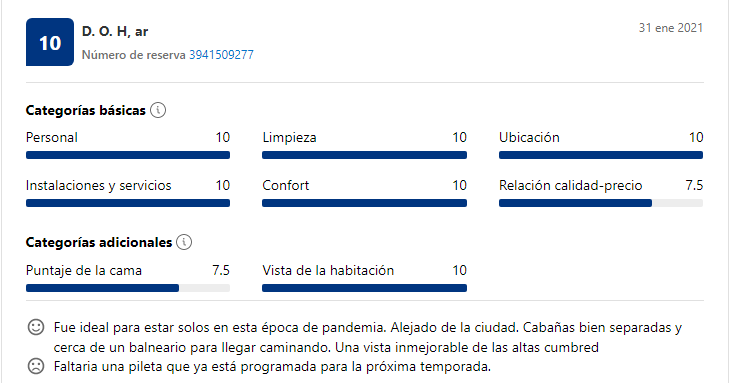 10
D. O. H, ar
31 ene 2021
Número de reserva 3941509277
Categorías básicas
Personal 10
Limpieza 10
Ubicación 10
Instalaciones y servicios 10
Confort 10
Relación calidad-precio 7.5
Categorías adicionales
Puntaje de la cama 7.5
Vista de la habitación 10
Fue ideal para estar solos en esta época de pandemia. Alejado de la ciudad. Cabañas bien separadas y
cerca de un balneario para llegar caminando. Una vista inmejorable de las altas cumbred
Faltaria una pileta que ya está programada para la próxima temporada.